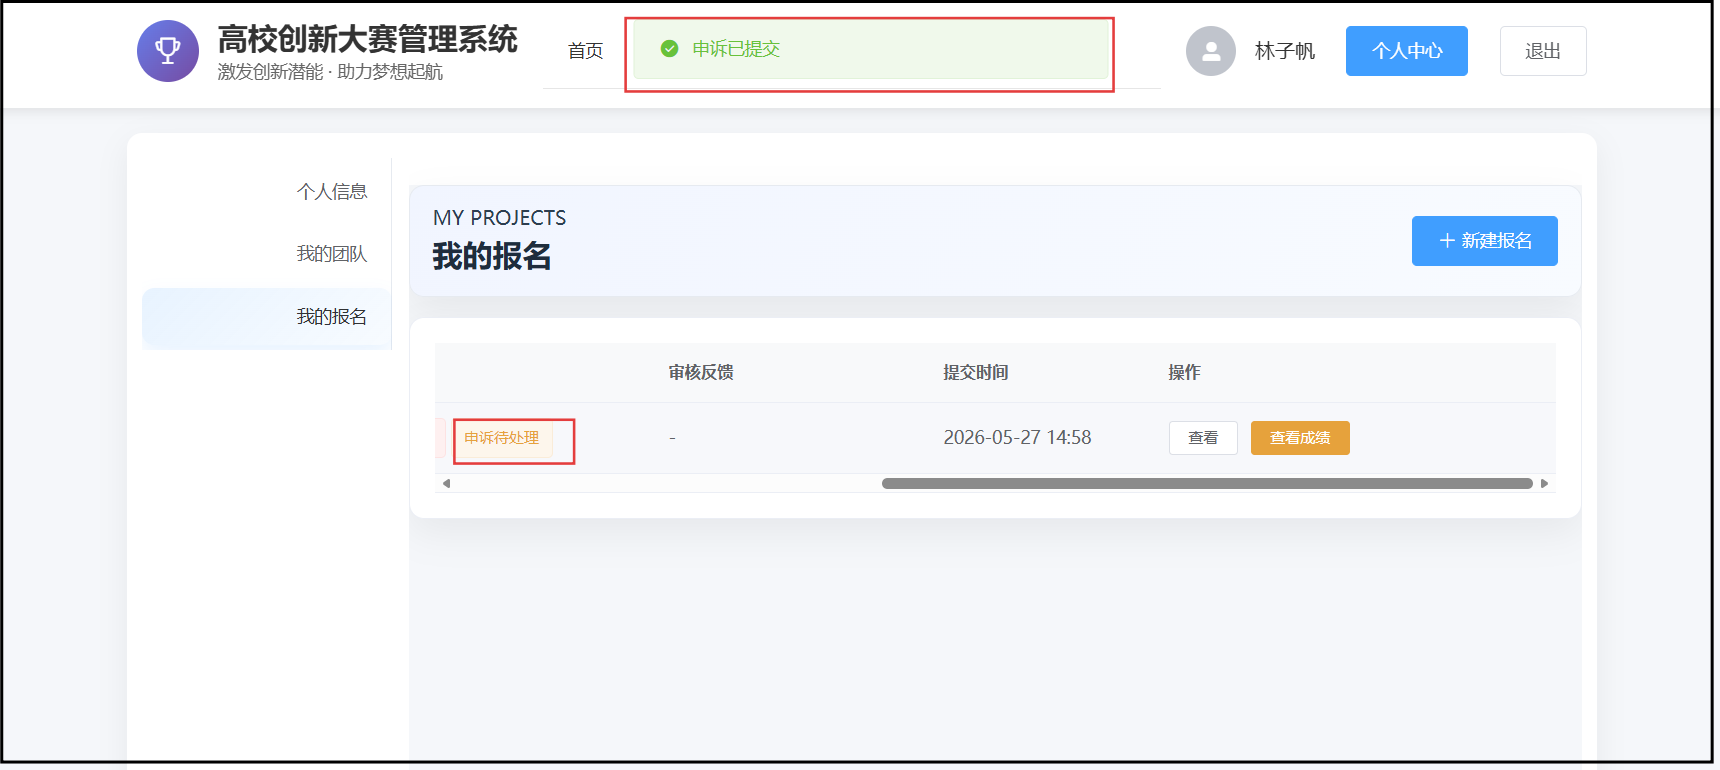 高校创新大赛管理系统
激发创新潜能 · 助力梦想起航
首页
申诉已提交
林子帆
个人中心
退出
个人信息
我的团队
我的报名
MY PROJECTS
我的报名
+ 新建报名
审核反馈
提交时间
操作
申诉待处理
-
2026-05-27 14:58
查看
查看成绩